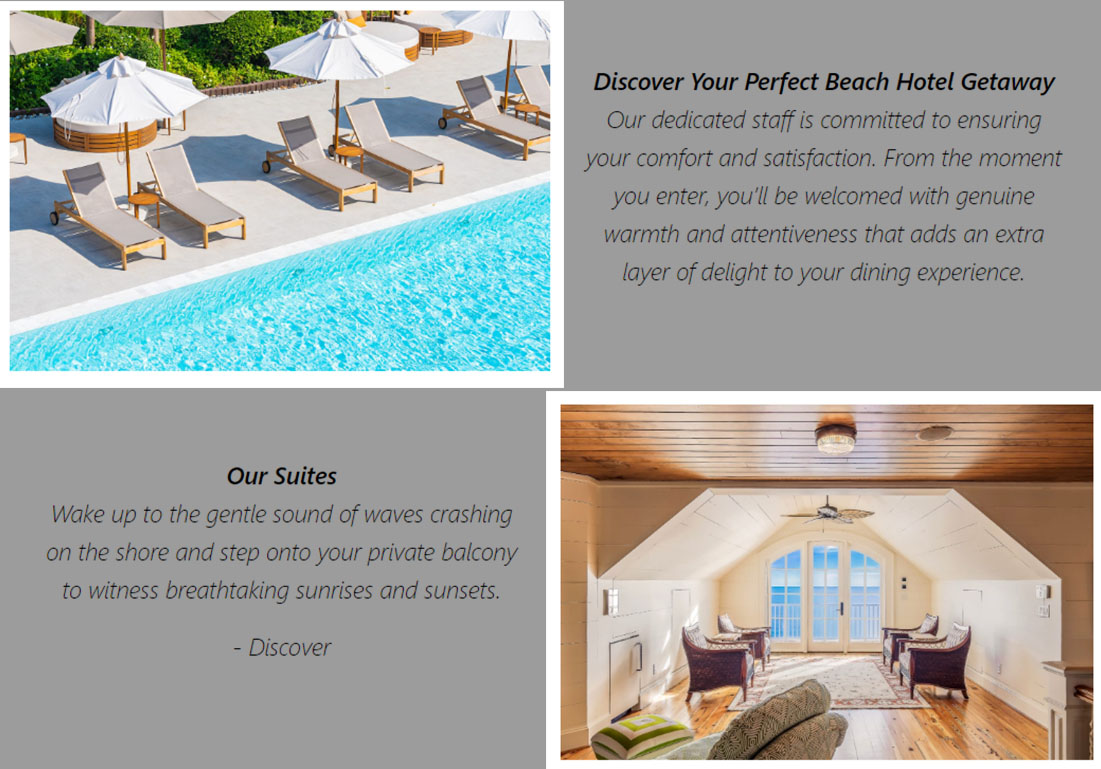 Discover Your Perfect Beach Hotel Getaway
Our dedicated staff is committed to ensuring
your comfort and satisfaction. From the moment
you enter, you'll be welcomed with genuine
warmth and attentiveness that adds an extra
layer of delight to your dining experience.
Our Suites
Wake up to the gentle sound of waves crashing
on the shore and step onto your private balcony
to witness breathtaking sunrises and sunsets.
- Discover